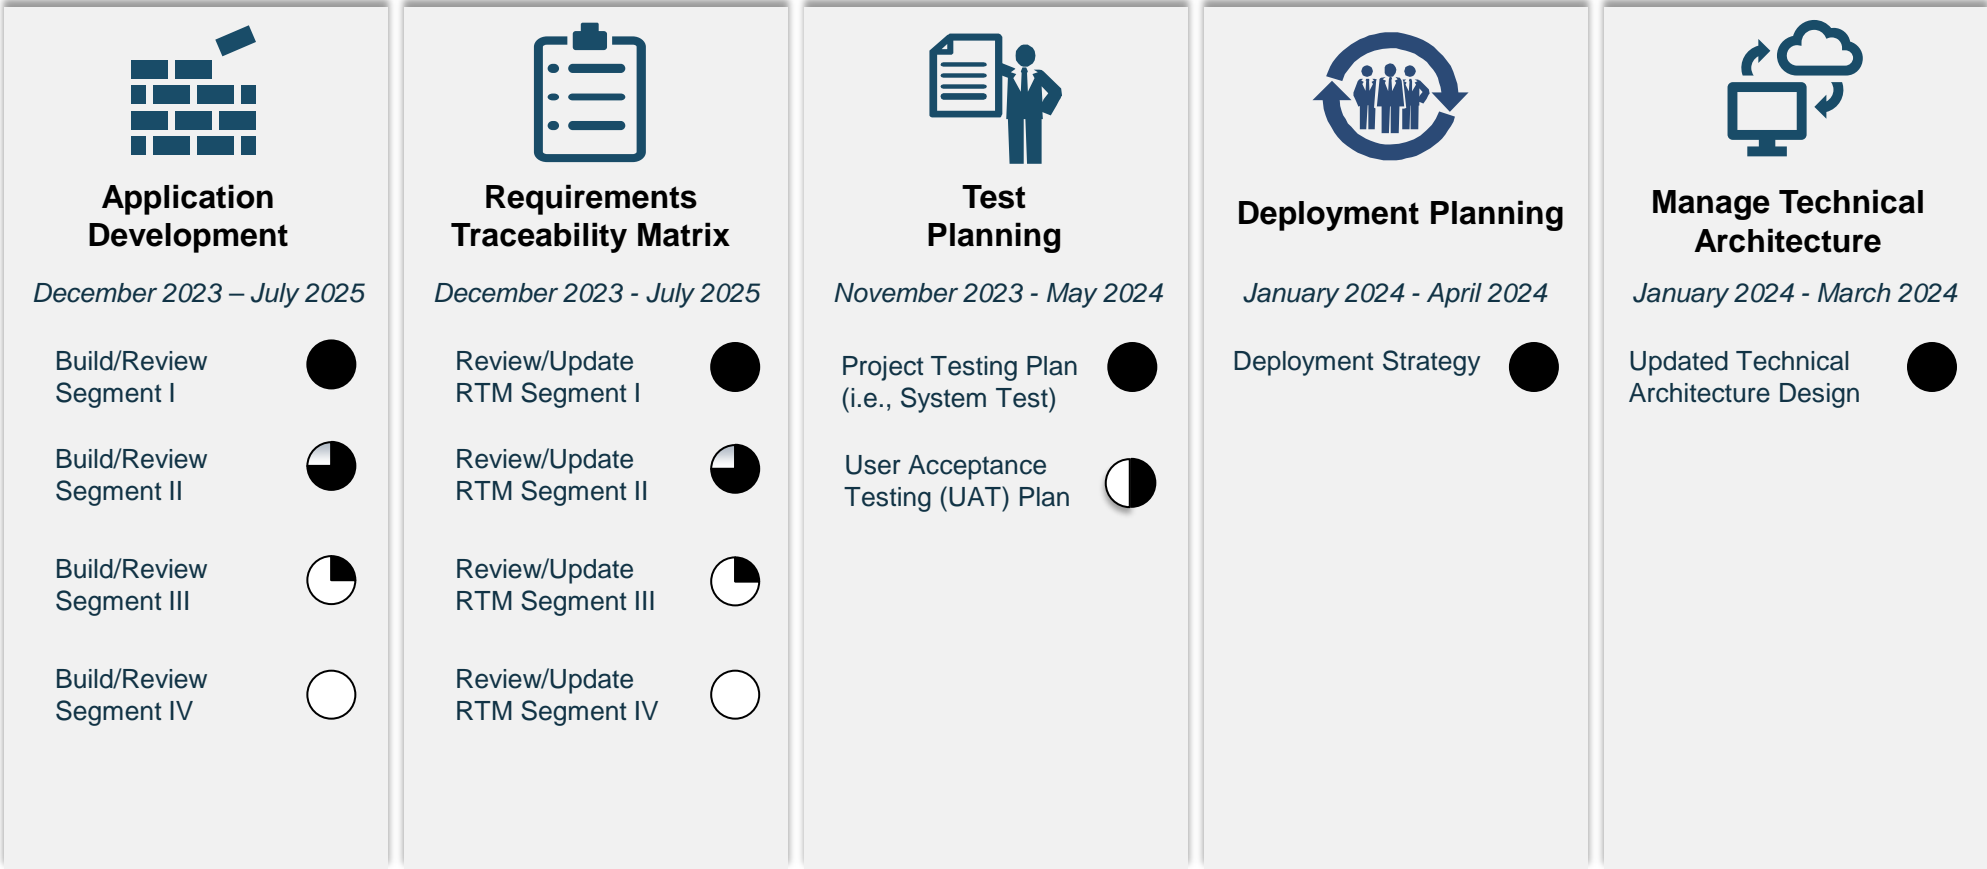 Application
Development
December 2023 – July 2025
Build/Review
Segment I
Build/Review
Segment II
Build/Review
Segment III
Build/Review
Segment IV
Requirements
Traceability Matrix
December 2023 - July 2025
Review/Update
RTM Segment I
Review/Update
RTM Segment II
Review/Update
RTM Segment III
Review/Update
RTM Segment IV
Test
Planning
November 2023 - May 2024
Project Testing Plan
(i.e., System Test)
User Acceptance
Testing (UAT) Plan
Deployment Planning
January 2024 - April 2024
Deployment Strategy
Manage Technical
Architecture
January 2024 - March 2024
Updated Technical
Architecture Design